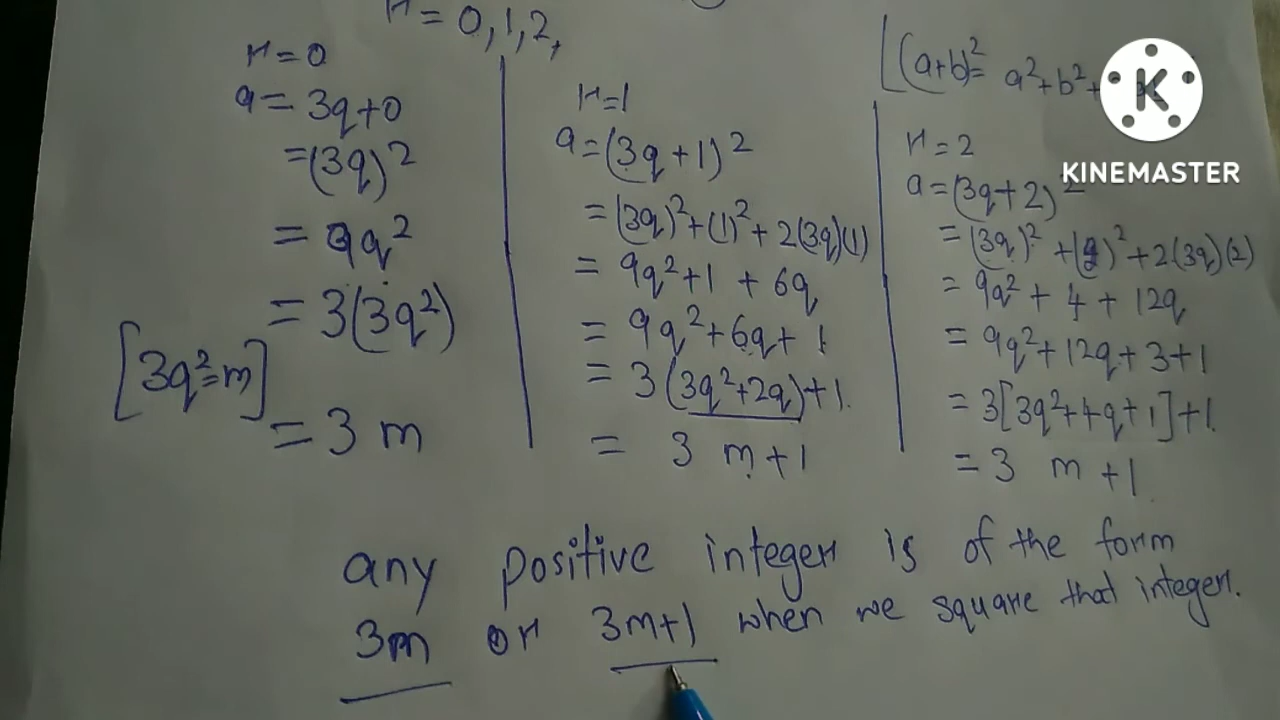 r = 0, 1, 2,
r = 0
a = 3q + 0
= (3q)²
= 9q²
= 3(3q²)
[3q² = m]
= 3 m
r = 1
a = (3q + 1)²
= (3q)² + (1)² + 2(3q)(1)
= 9q² + 1 + 6q
= 9q² + 6q + 1
= 3(3q² + 2q) + 1
= 3 m + 1
[(a+b)² = a² + b² +
r = 2
a = (3q + 2)²
= (3q)² + (2)² + 2(3q)(2)
= 9q² + 4 + 12q
= 9q² + 12q + 3 + 1
= 3[3q² + 4q + 1] + 1
= 3 m + 1
any positive integer is of the form
3m or 3m+1 when we square that integer.
K
KINEMASTER